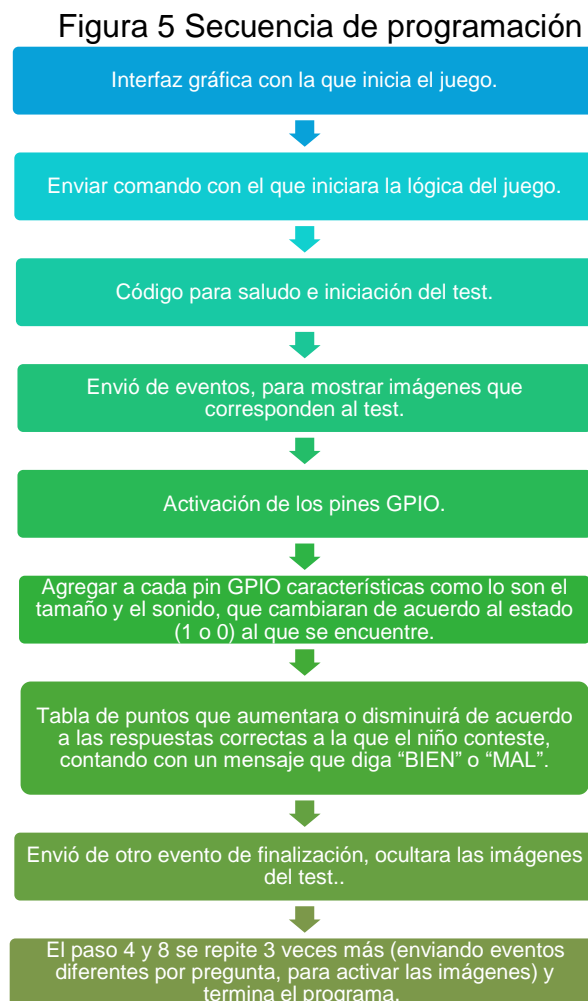 Figura 5 Secuencia de programación
Interfaz gráfica con la que inicia el juego.
Enviar comando con el que iniciara la lógica del juego.
Código para saludo e iniciación del test.
Envió de eventos, para mostrar imágenes que
corresponden al test.
Activación de los pines GPIO.
Agregar a cada pin GPIO características como lo son el
tamaño y el sonido, que cambiaran de acuerdo al estado
(1 o 0) al que se encuentre.
Tabla de puntos que aumentara o disminuirá de acuerdo
a las respuestas correctas a la que el niño conteste,
contando con un mensaje que diga “BIEN” o “MAL”.
Envió de otro evento de finalización, ocultara las imágenes
del test..
El paso 4 y 8 se repite 3 veces más (enviando eventos
diferentes por pregunta, para activar las imágenes) y
termina el programa.